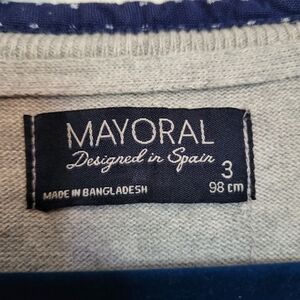 MAYORAL
Designed in Spain
3
98 cm
MADE IN BANGLADESH